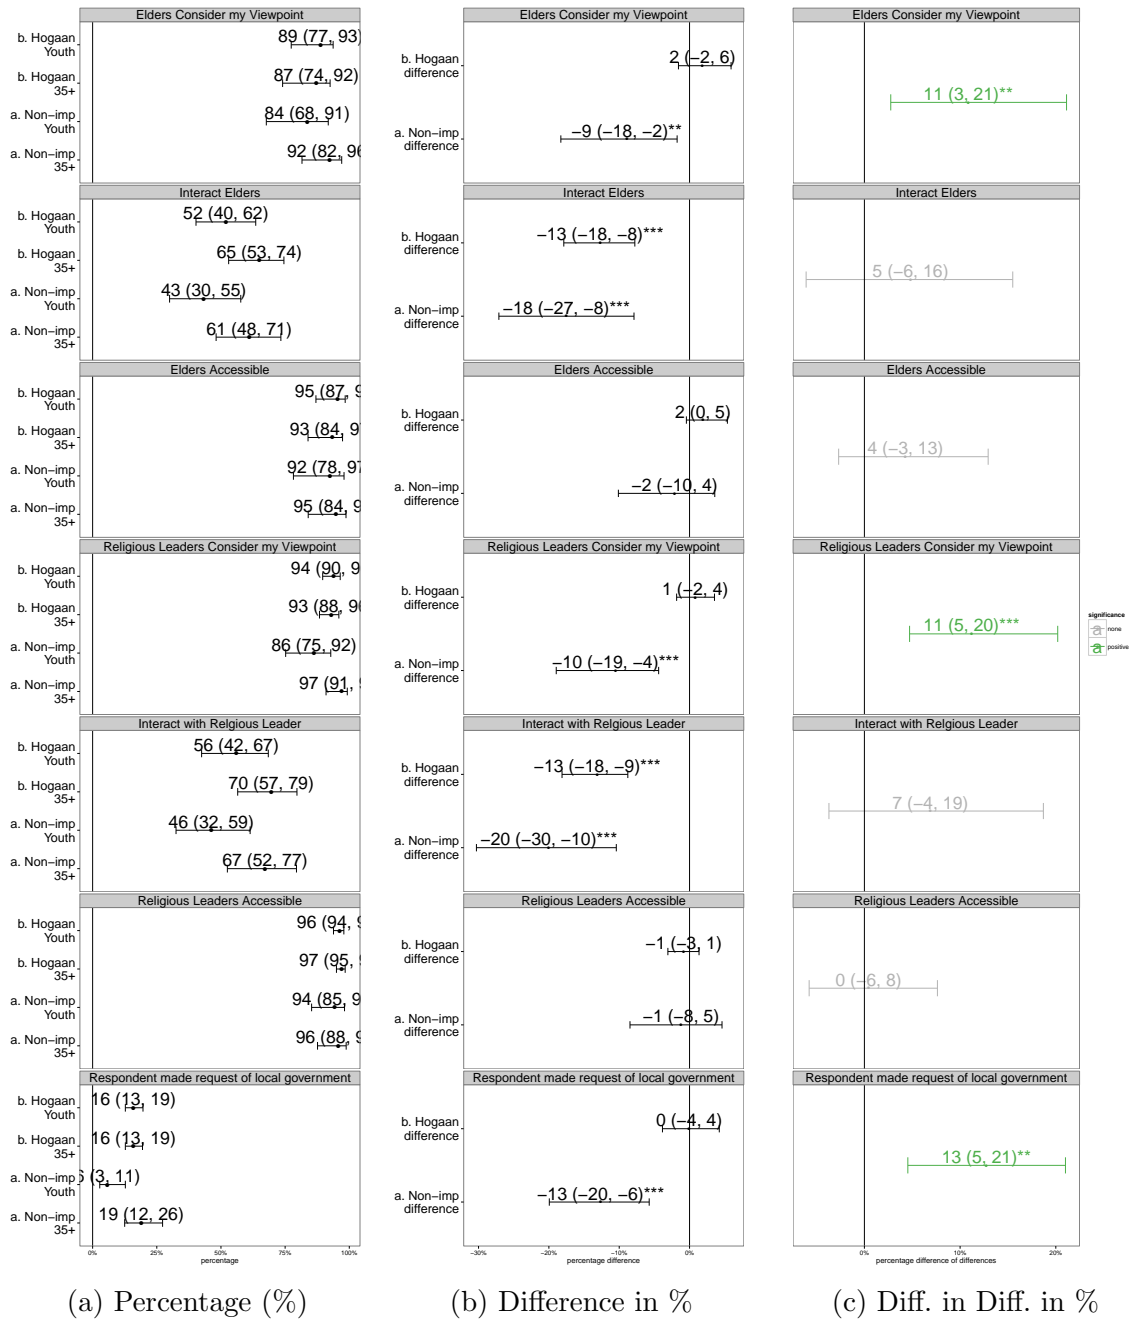 Elders Consider my Viewpoint
b. Hogaan
Youth
89 (77, 93)
b. Hogaan
35+
87 (74, 92)
a. Non−imp
Youth
84 (68, 91)
a. Non−imp
35+
92 (82, 96
Interact Elders
b. Hogaan
Youth
52 (40, 62)
b. Hogaan
35+
65 (53, 74)
a. Non−imp
Youth
43 (30, 55)
a. Non−imp
35+
61 (48, 71)
Elders Accessible
b. Hogaan
Youth
95 (87, 9
b. Hogaan
35+
93 (84, 97
a. Non−imp
Youth
92 (78, 97
a. Non−imp
35+
95 (84, 9
Religious Leaders Consider my Viewpoint
b. Hogaan
Youth
94 (90, 9
b. Hogaan
35+
93 (88, 96
a. Non−imp
Youth
86 (75, 92)
a. Non−imp
35+
97 (91, 9
Interact with Relgious Leader
b. Hogaan
Youth
56 (42, 67)
b. Hogaan
35+
70 (57, 79)
a. Non−imp
Youth
46 (32, 59)
a. Non−imp
35+
67 (52, 77)
Religious Leaders Accessible
b. Hogaan
Youth
96 (94, 9
b. Hogaan
35+
97 (95, 9
a. Non−imp
Youth
94 (85, 9
a. Non−imp
35+
96 (88, 9
Respondent made request of local government
b. Hogaan
Youth
16 (13, 19)
b. Hogaan
35+
16 (13, 19)
a. Non−imp
Youth
6 (3, 11)
a. Non−imp
35+
19 (12, 26)
0% 25% 50% 75% 100%
percentage
(a) Percentage (%)
Elders Consider my Viewpoint
b. Hogaan
difference
2 (−2, 6)
a. Non−imp
difference
−9 (−18, −2)**
Interact Elders
b. Hogaan
difference
−13 (−18, −8)***
a. Non−imp
difference
−18 (−27, −8)***
Elders Accessible
b. Hogaan
difference
2 (0, 5)
a. Non−imp
difference
−2 (−10, 4)
Religious Leaders Consider my Viewpoint
b. Hogaan
difference
1 (−2, 4)
a. Non−imp
difference
−10 (−19, −4)***
Interact with Relgious Leader
b. Hogaan
difference
−13 (−18, −9)***
a. Non−imp
difference
−20 (−30, −10)***
Religious Leaders Accessible
b. Hogaan
difference
−1 (−3, 1)
a. Non−imp
difference
−1 (−8, 5)
Respondent made request of local government
b. Hogaan
difference
0 (−4, 4)
a. Non−imp
difference
−13 (−20, −6)***
−30% −20% −10% 0%
percentage difference
(b) Difference in %
Elders Consider my Viewpoint
11 (3, 21)**
Interact Elders
5 (−6, 16)
Elders Accessible
4 (−3, 13)
Religious Leaders Consider my Viewpoint
11 (5, 20)***
Interact with Relgious Leader
7 (−4, 19)
Religious Leaders Accessible
0 (−6, 8)
Respondent made request of local government
13 (5, 21)**
0% 10% 20%
percentage difference of differences
(c) Diff. in Diff. in %
significance
a none
a positive